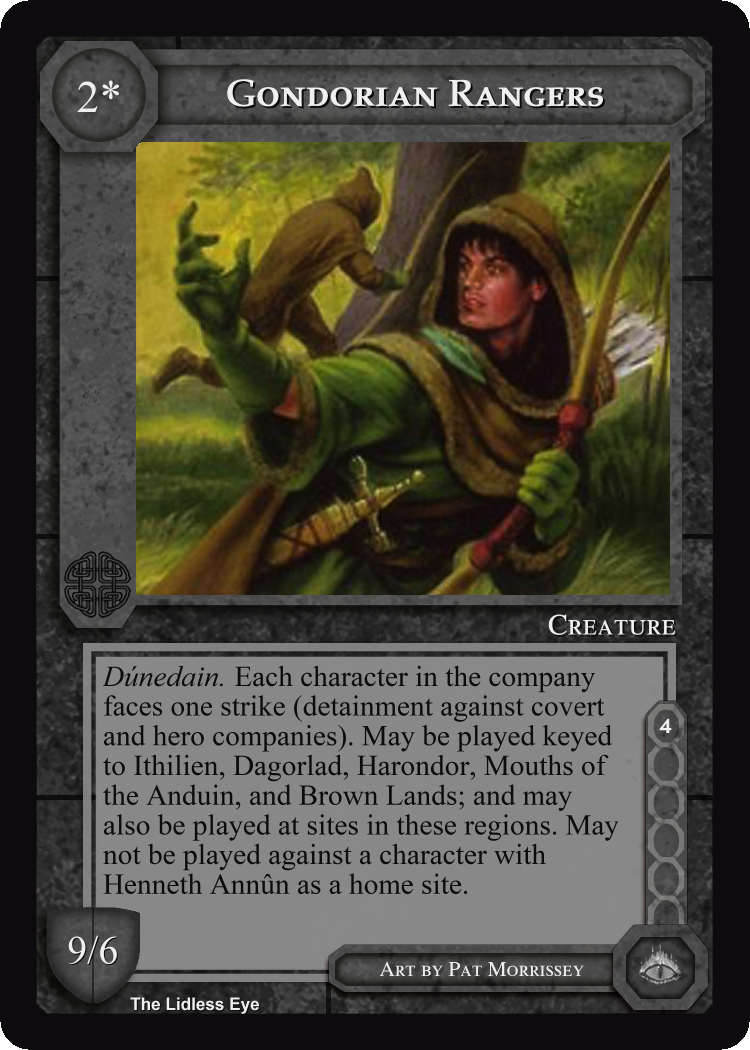 2*
Gondorian Rangers
Creature
Dúnedain. Each character in the company
faces one strike (detainment against covert
and hero companies). May be played keyed
to Ithilien, Dagorlad, Harondor, Mouths of
the Anduin, and Brown Lands; and may
also be played at sites in these regions. May
not be played against a character with
Henneth Annûn as a home site.
4
9/6
Art by Pat Morrissey
The Lidless Eye